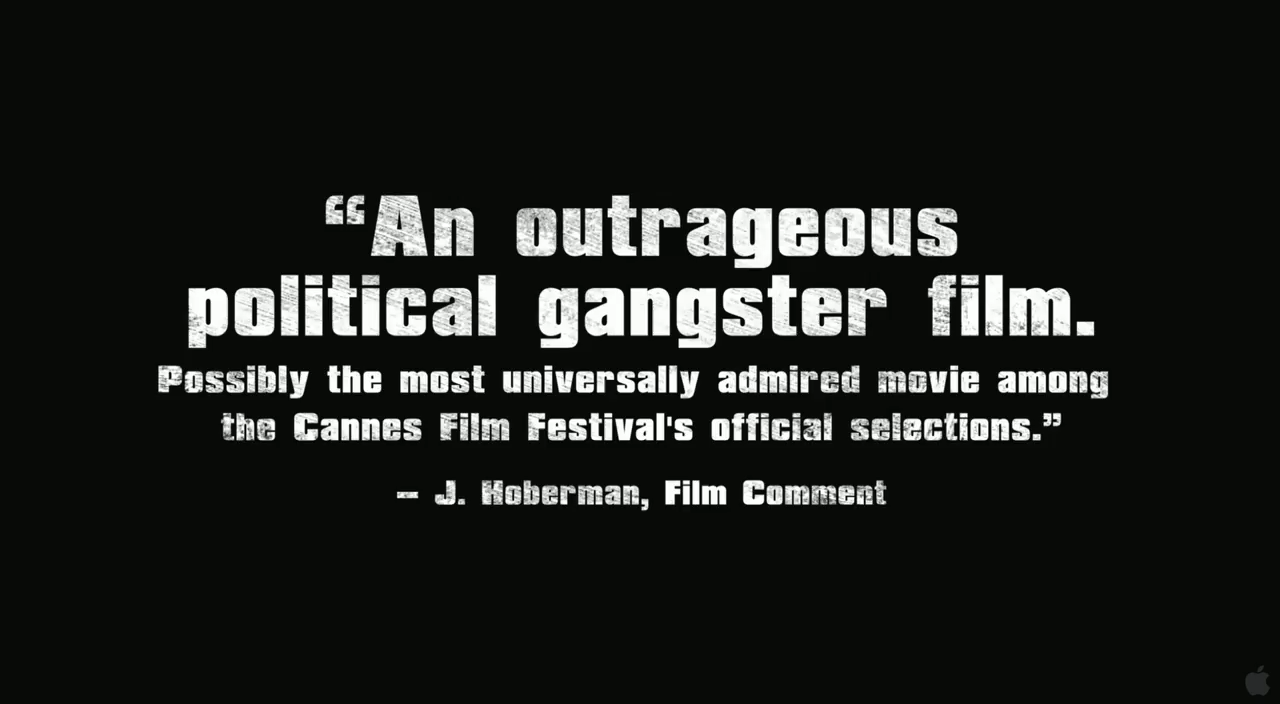 “An outrageous
political gangster film.
Possibly the most universally admired movie among
the Cannes Film Festival's official selections.”
– J. Hoberman, Film Comment